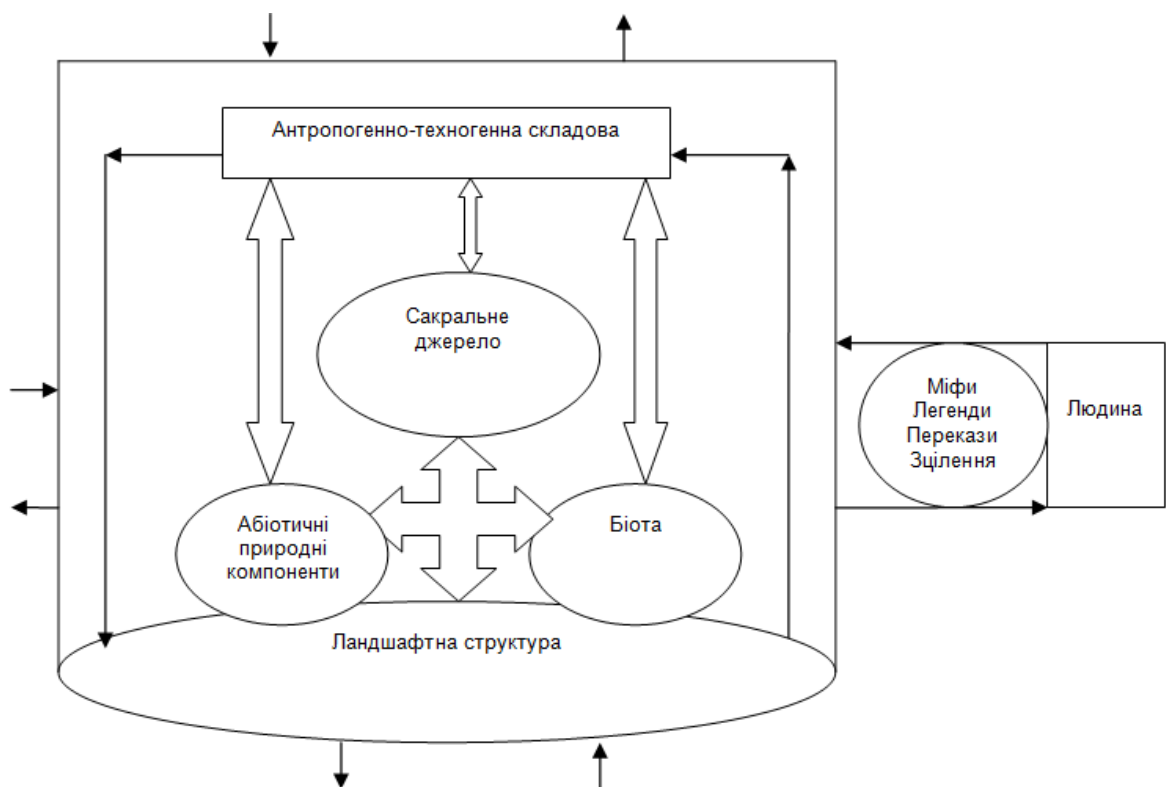 Антропогенно-техногенна складова
Сакральне
джерело
Міфи
Легенди
Перекази
Зцілення
Людина
Абіотичні
природні
компоненти
Біота
Ландшафтна структура